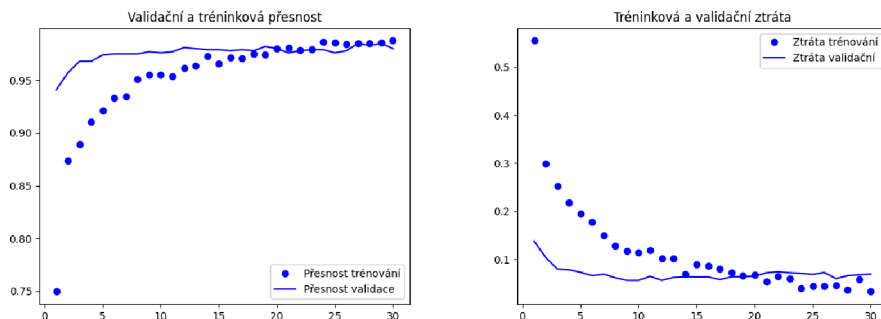 Validační a tréninková přesnost
0.95
0.90
0.85
0.80
0.75
Přesnost trénování
Přesnost validace
0 5 10 15 20 25 30
Tréninková a validační ztráta
Ztráta trénování
Ztráta validační
0.5
0.4
0.3
0.2
0.1
0 5 10 15 20 25 30